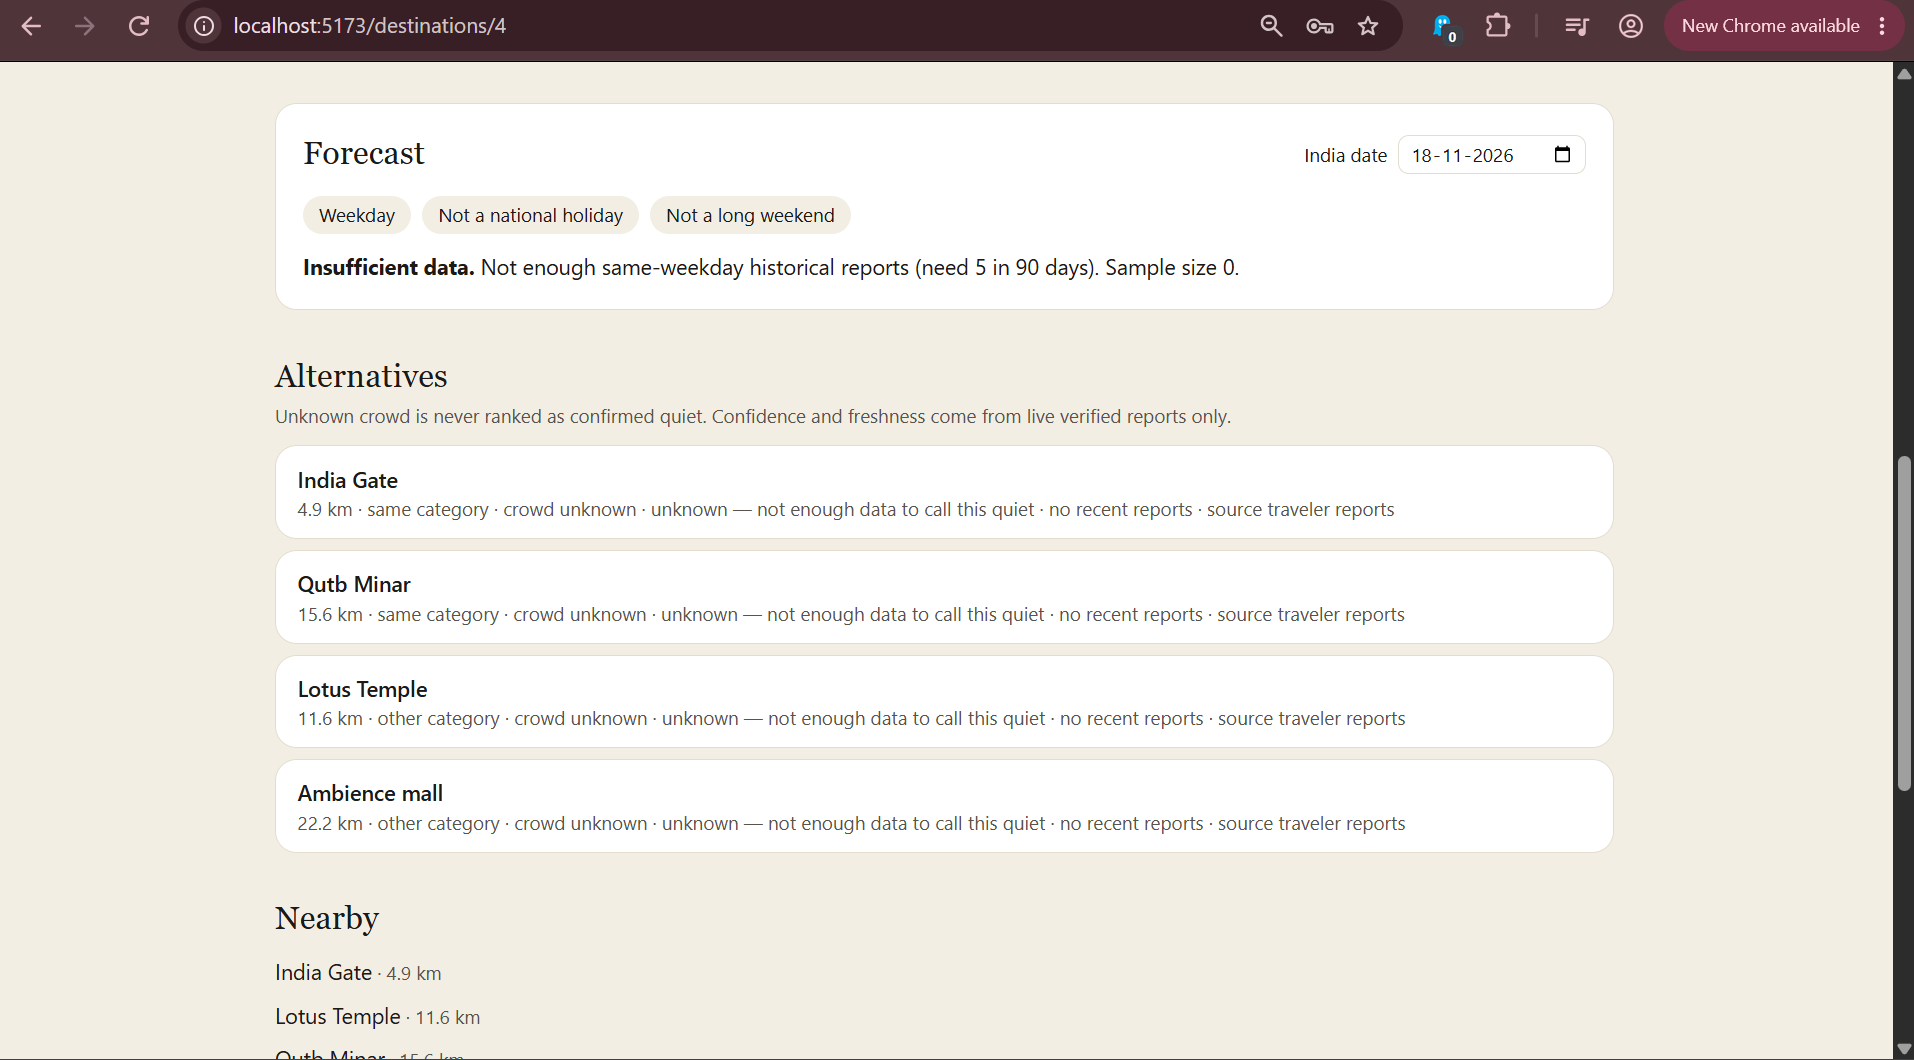 localhost:5173/destinations/4
0
New Chrome available
Forecast
India date 18-11-2026
Weekday Not a national holiday Not a long weekend
Insufficient data. Not enough same-weekday historical reports (need 5 in 90 days). Sample size 0.
Alternatives
Unknown crowd is never ranked as confirmed quiet. Confidence and freshness come from live verified reports only.
India Gate
4.9 km · same category · crowd unknown · unknown — not enough data to call this quiet · no recent reports · source traveler reports
Qutb Minar
15.6 km · same category · crowd unknown · unknown — not enough data to call this quiet · no recent reports · source traveler reports
Lotus Temple
11.6 km · other category · crowd unknown · unknown — not enough data to call this quiet · no recent reports · source traveler reports
Ambience mall
22.2 km · other category · crowd unknown · unknown — not enough data to call this quiet · no recent reports · source traveler reports
Nearby
India Gate · 4.9 km
Lotus Temple · 11.6 km
Qutb Minar · 15.6 km